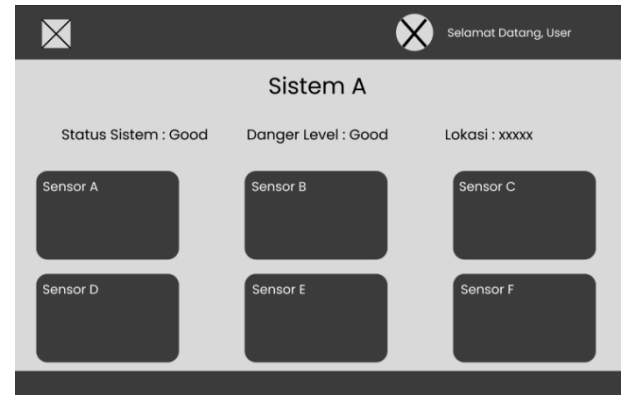 Selamat Datang, User
Sistem A
Status Sistem : Good Danger Level : Good Lokasi : xxxxx
Sensor A Sensor B Sensor C
Sensor D Sensor E Sensor F